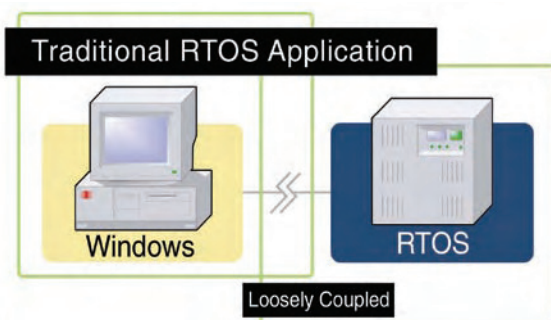 Traditional RTOS Application
Windows
RTOS
Loosely Coupled